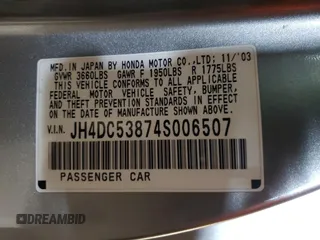 MFD. IN JAPAN BY HONDA MOTOR CO.,LTD: 11/'03
GVWR 3660LBS GAWR F 1950LBS R 1775LBS
THIS VEHICLE CONFORMS TO ALL APPLICABLE
FEDERAL MOTOR VEHICLE SAFETY, BUMPER,
AND THEFT PREVENTION STANDARDS IN EFFECT
ON THE DATE OF MANUFACTURE SHOWN ABOVE.
V.I.N. JH4DC53874S006507
PASSENGER CAR
DREAMBID